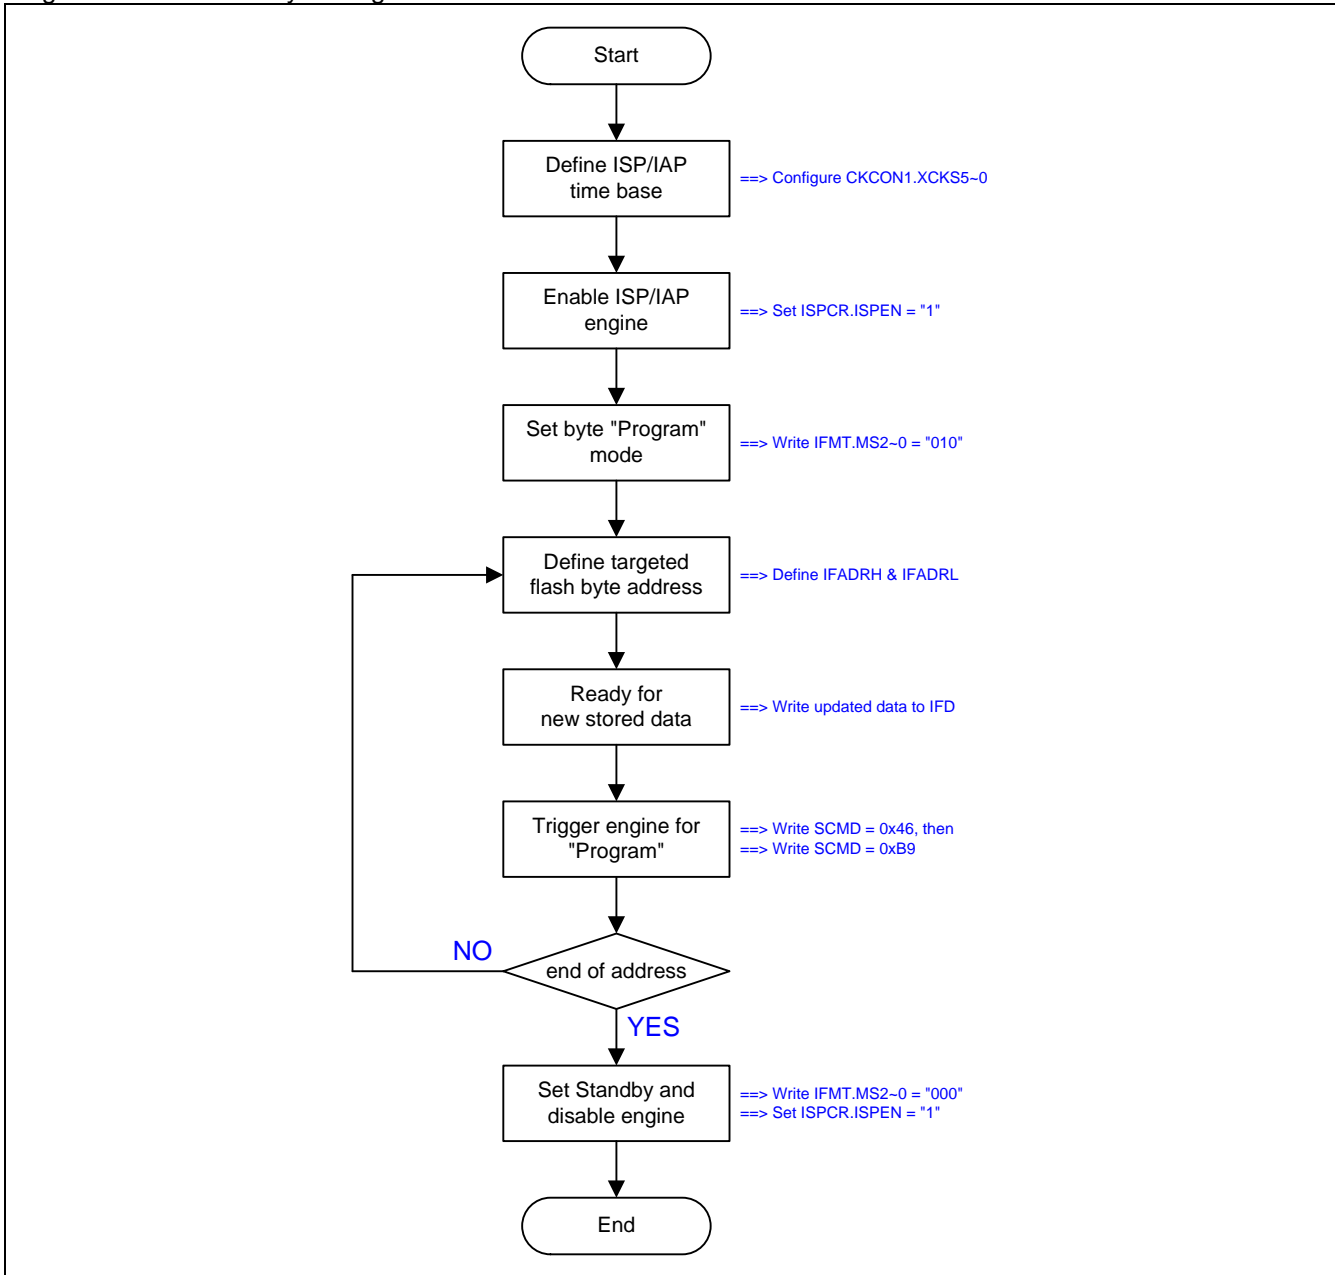 Start
Define ISP/IAP
time base
==> Configure CKCON1.XCKS5~0
Enable ISP/IAP
engine
==> Set ISPCR.ISPEN = "1"
Set byte "Program"
mode
==> Write IFMT.MS2~0 = "010"
Define targeted
flash byte address
==> Define IFADRH & IFADRL
Ready for
new stored data
==> Write updated data to IFD
Trigger engine for
"Program"
==> Write SCMD = 0x46, then
==> Write SCMD = 0xB9
end of address
NO
YES
Set Standby and
disable engine
==> Write IFMT.MS2~0 = "000"
==> Set ISPCR.ISPEN = "1"
End